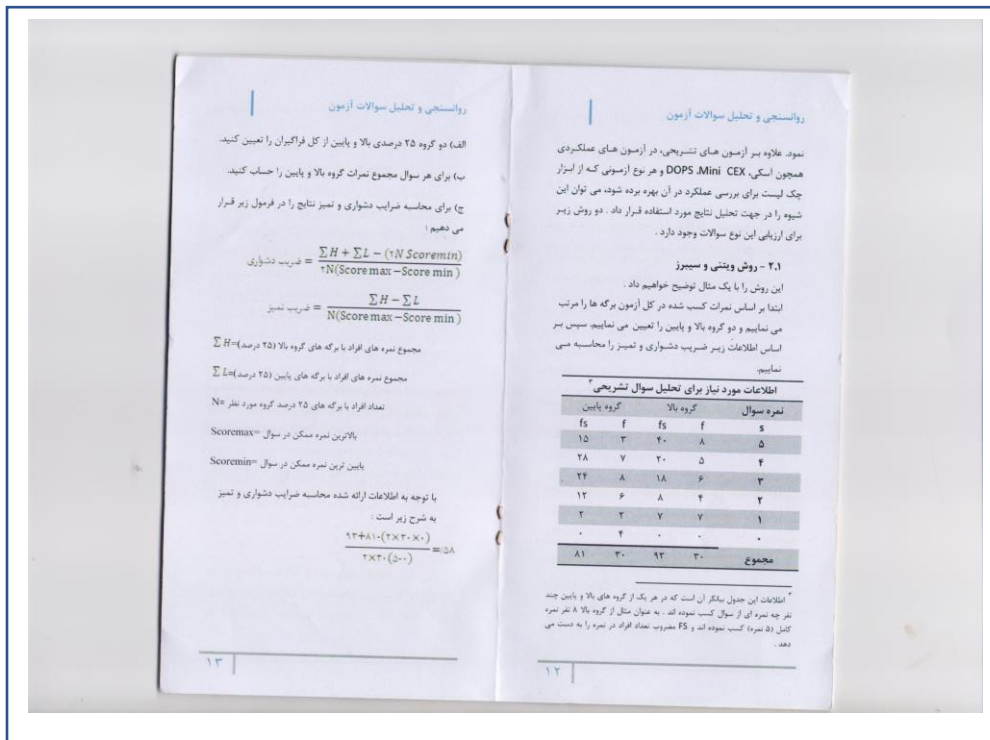 روانسنجی و تحلیل سوالات آزمون
نمود. علاوه بر آزمون های تشریحی، در آزمون های عملکردی
همچون آسکی، DOPS ،Mini CEX و هر نوع آزمونی که از ابزار
چک لیست برای بررسی عملکرد در آن بهره برده شود، می توان این
شیوه را در جهت تحلیل نتایج مورد استفاده قرار داد . دو روش زیر
برای ارزیابی این نوع سوالات وجود دارد .
۲.۱ - روش ویتنی و سیبرز
این روش را با یک مثال توضیح خواهیم داد .
ابتدا بر اساس نمرات کسب شده در کل آزمون برگه ها را مرتب
می نماییم و دو گروه بالا و پایین را تعیین می نماییم. سپس بر
اساس اطلاعات زیر ضریب دشواری و تمیز را محاسبه می
نماییم.
اطلاعات مورد نیاز برای تحلیل سوال تشریحی۳
نمره سوال گروه بالا گروه پایین
s f fs f fs
۵ ۸ ۴۰ ۳ ۱۵
۴ ۵ ۲۰ ۷ ۲۸
۳ ۶ ۱۸ ۸ ۲۴
۲ ۴ ۸ ۶ ۱۲
۱ ۷ ۷ ۲ ۲
۰ ۰ ۰ ۴ ۰
مجموع ۳۰ ۹۳ ۳۰ ۸۱
۳ اطلاعات این جدول بیانگر آن است که در هر یک از گروه های بالا و پایین چند
نفر چه نمره ای از سوال کسب نموده اند . به عنوان مثال از گروه بالا ۸ نفر نمره
کامل (۵ نمره) کسب نموده اند و FS مضروب تعداد افراد در نمره را به دست می
دهد .
۱۲
روانسنجی و تحلیل سوالات آزمون
الف) دو گروه ۲۵ درصدی بالا و پایین از کل فراگیران را تعیین کنید.
ب) برای هر سوال مجموع نمرات گروه بالا و پایین را حساب کنید.
ج) برای محاسبه ضرایب دشواری و تمیز نتایج را در فرمول زیر قرار
می دهیم :
ضریب دشواری = (∑H + ∑L − (۲N Scoremin)) / (۲N(Score max−Score min))
ضریب تمیز = (∑H − ∑L) / (N(Score max−Score min))
مجموع نمره های افراد با برگه های گروه بالا (۲۵ درصد)=∑H
مجموع نمره های افراد با برگه های پایین (۲۵ درصد)=∑L
تعداد افراد با برگه های ۲۵ درصد گروه مورد نظر =N
بالاترین نمره ممکن در سوال =Scoremax
پایین ترین نمره ممکن در سوال =Scoremin
با توجه به اطلاعات ارائه شده محاسبه ضرایب دشواری و تمیز
به شرح زیر است :
۹۳+۸۱-(۲×۳۰×۰)
۲×۳۰(۵-۰)
۱۳